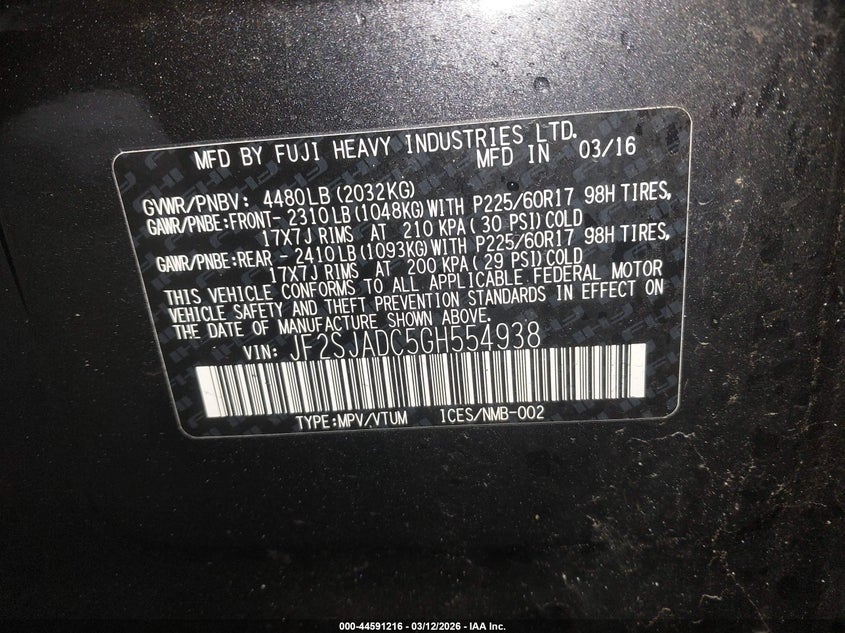 MFD BY FUJI HEAVY INDUSTRIES LTD.
MFD IN 03/16
GVWR/PNBV: 4480LB(2032KG)
GAWR/PNBE:FRONT- 2310LB(1048KG)WITH P225/60R17 98H TIRES,
17X7J RIMS AT 210 KPA( 30 PSI)COLD
GAWR/PNBE:REAR - 2410LB(1093KG)WITH P225/60R17 98H TIRES,
17X7J RIMS AT 200 KPA( 29 PSI)COLD
THIS VEHICLE CONFORMS TO ALL APPLICABLE FEDERAL MOTOR
VEHICLE SAFETY AND THEFT PREVENTION STANDARDS IN EFFECT ON
THE DATE OF MANUFACTURE SHOWN ABOVE.
VIN: JF2SJADC5GH554938
TYPE:MPV/VTUM ICES/NMB-002
000-44591216 - 03/12/2026 - IAA Inc.